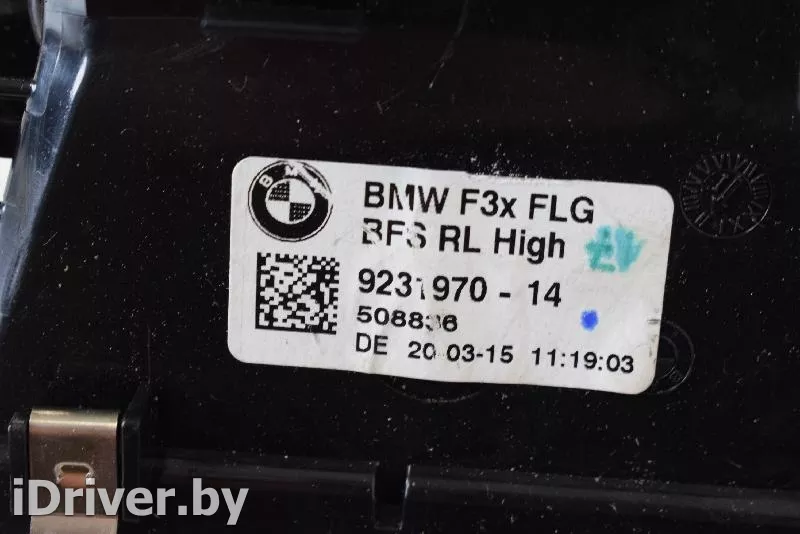 BMW
BMW F3x FLG
BFS RL High
9231970 - 14
508836
DE 20-03-15 11:19:03
iDriver.by